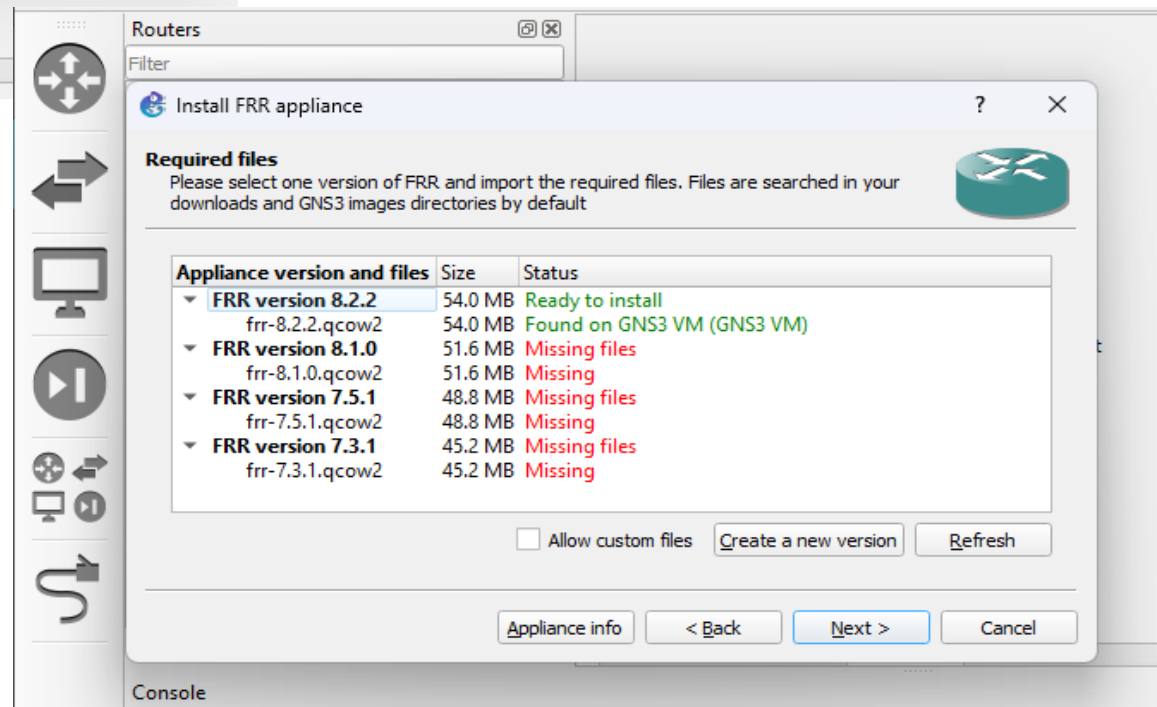 Routers
Filter
Install FRR appliance
?
Required files
Please select one version of FRR and import the required files. Files are searched in your
downloads and GNS3 images directories by default
Appliance version and files Size Status
FRR version 8.2.2 54.0 MB Ready to install
frr-8.2.2.qcow2 54.0 MB Found on GNS3 VM (GNS3 VM)
FRR version 8.1.0 51.6 MB Missing files
frr-8.1.0.qcow2 51.6 MB Missing
FRR version 7.5.1 48.8 MB Missing files
frr-7.5.1.qcow2 48.8 MB Missing
FRR version 7.3.1 45.2 MB Missing files
frr-7.3.1.qcow2 45.2 MB Missing
t
Allow custom files Create a new version Refresh
Appliance info < Back Next > Cancel
Console